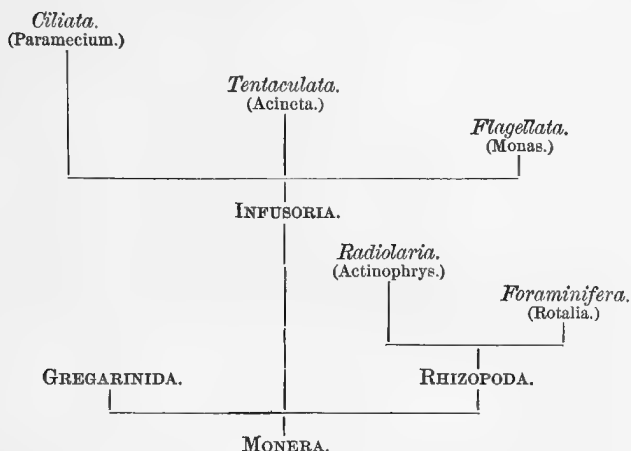 Ciliata.
(Paramecium.)
Tentaculata.
(Acineta.)
Flagellata.
(Monas.)
INFUSORIA.
Radiolaria.
(Actinophrys.)
Foraminifera.
(Rotalia.)
GREGARINIDA.
RHIZOPODA.
MONERA.